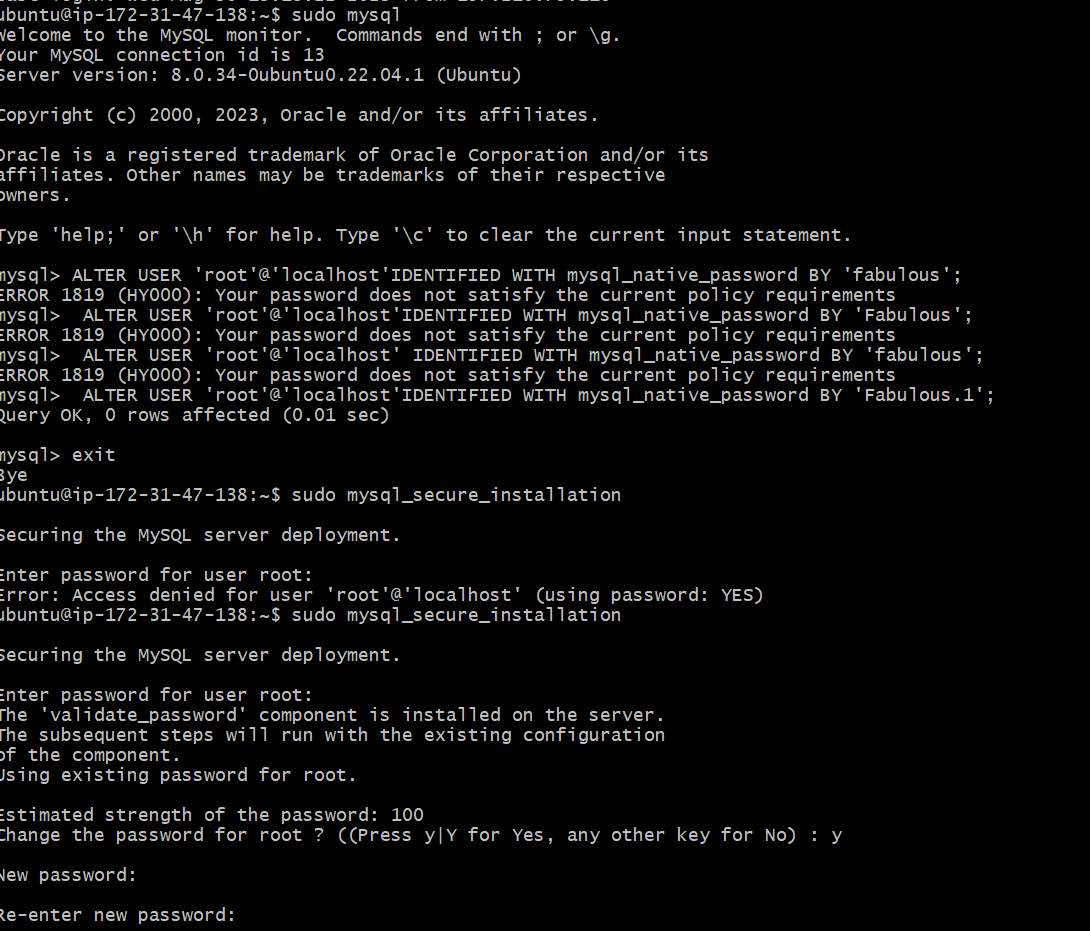 ubuntu@ip-172-31-47-138:~$ sudo mysql
Welcome to the MySQL monitor.  Commands end with ; or \g.
Your MySQL connection id is 13
Server version: 8.0.34-0ubuntu0.22.04.1 (Ubuntu)
Copyright (c) 2000, 2023, Oracle and/or its affiliates.
Oracle is a registered trademark of Oracle Corporation and/or its
affiliates. Other names may be trademarks of their respective
owners.
Type 'help;' or '\h' for help. Type '\c' to clear the current input statement.
mysql> ALTER USER 'root'@'localhost'IDENTIFIED WITH mysql_native_password BY 'fabulous';
ERROR 1819 (HY000): Your password does not satisfy the current policy requirements
mysql>  ALTER USER 'root'@'localhost'IDENTIFIED WITH mysql_native_password BY 'Fabulous';
ERROR 1819 (HY000): Your password does not satisfy the current policy requirements
mysql>  ALTER USER 'root'@'localhost' IDENTIFIED WITH mysql_native_password BY 'fabulous';
ERROR 1819 (HY000): Your password does not satisfy the current policy requirements
mysql>  ALTER USER 'root'@'localhost'IDENTIFIED WITH mysql_native_password BY 'Fabulous.1';
Query OK, 0 rows affected (0.01 sec)
mysql> exit
Bye
ubuntu@ip-172-31-47-138:~$ sudo mysql_secure_installation
Securing the MySQL server deployment.
Enter password for user root:
Error: Access denied for user 'root'@'localhost' (using password: YES)
ubuntu@ip-172-31-47-138:~$ sudo mysql_secure_installation
Securing the MySQL server deployment.
Enter password for user root:
The 'validate_password' component is installed on the server.
The subsequent steps will run with the existing configuration
of the component.
Using existing password for root.
Estimated strength of the password: 100
Change the password for root ? ((Press y|Y for Yes, any other key for No) : y
New password:
Re-enter new password: